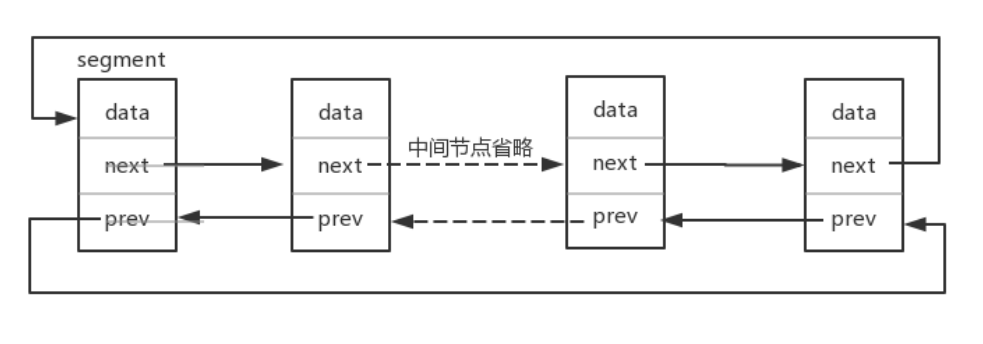 segment
data
data
data
data
next
next
中间节点省略
next
next
prev
prev
prev
prev